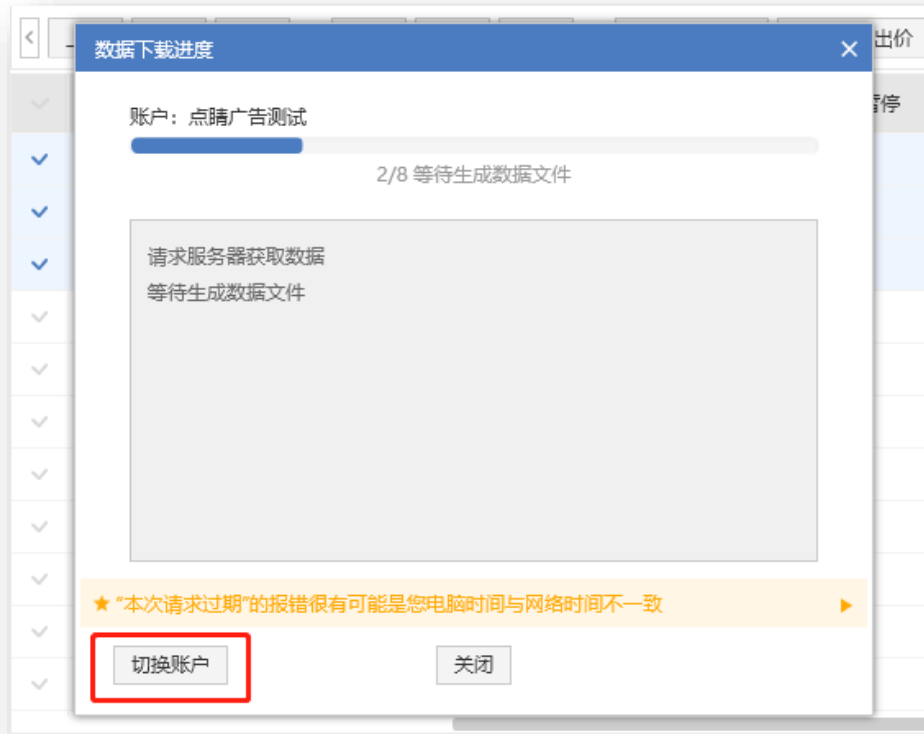 出价
数据下载进度
暂停
账户：点睛广告测试
2/8 等待生成数据文件
请求服务器获取数据
等待生成数据文件
★ “本次请求过期”的报错很有可能是您电脑时间与网络时间不一致
切换账户
关闭